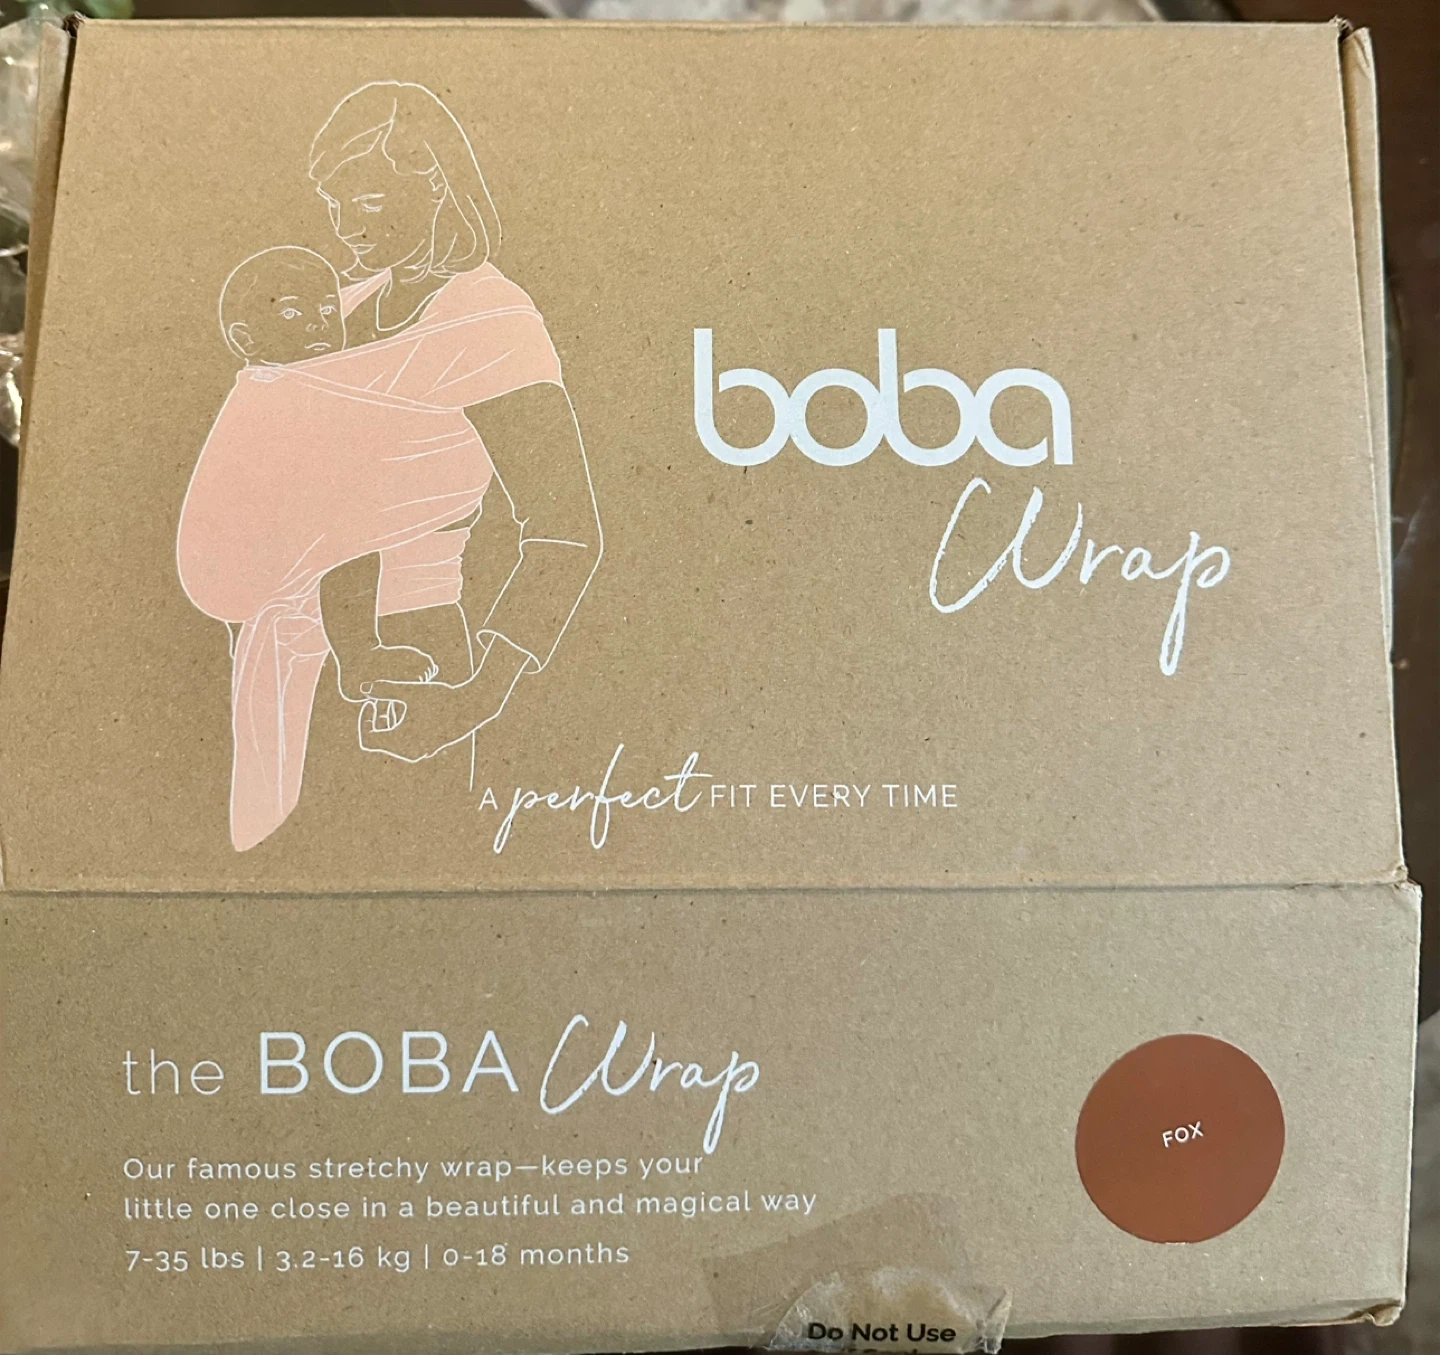 boba
Wrap
A perfect FIT EVERY TIME
the BOBA Wrap
Our famous stretchy wrap—keeps your
little one close in a beautiful and magical way
7-35 lbs | 3.2-16 kg | 0-18 months
FOX
Do Not Use